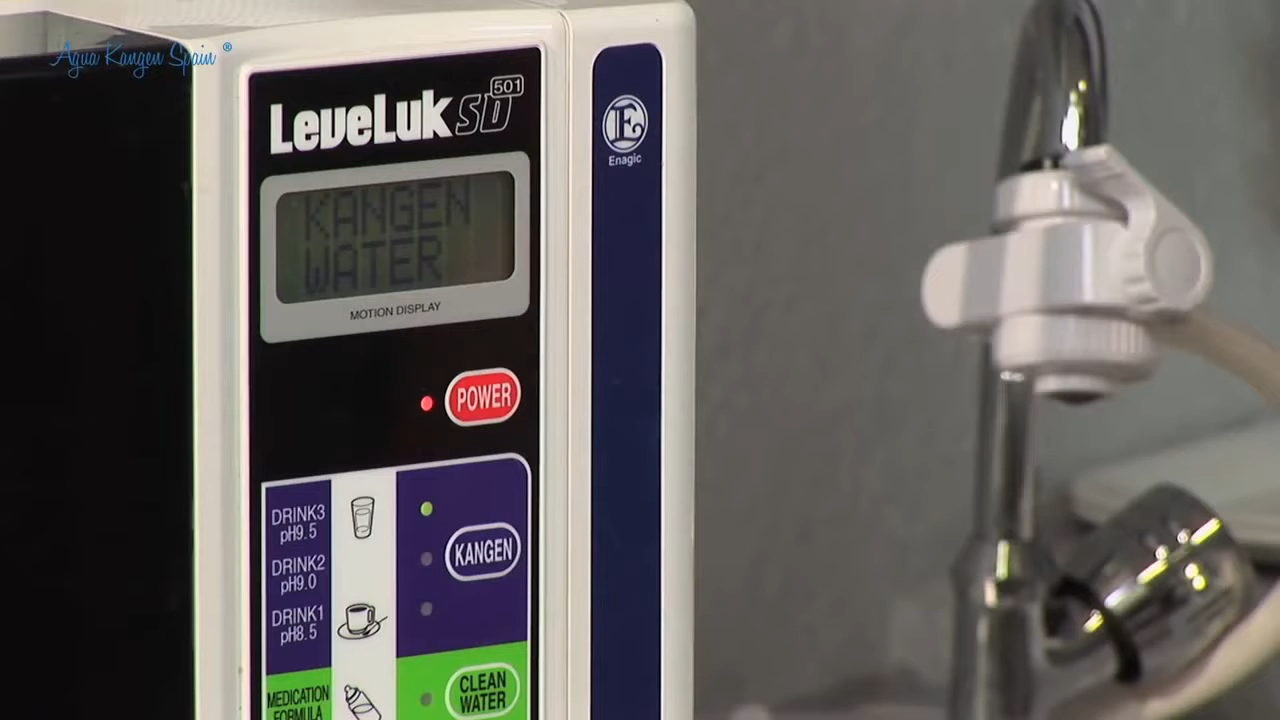 Agua Kangen Spain ®
LeveLuk SD 501
E
Enagic
KANGEN
WATER
MOTION DISPLAY
POWER
DRINK3
pH9.5
DRINK2
pH9.0
DRINK1
pH8.5
KANGEN
MEDICATION
FORMULA
CLEAN
WATER